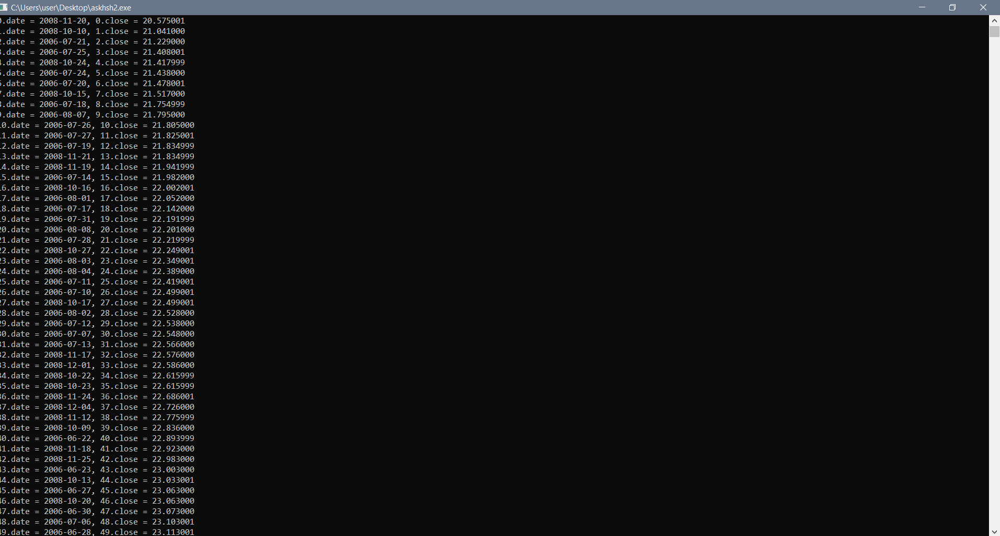 C:\Users\user\Desktop\askhsh2.exe
0.date = 2008-11-20, 0.close = 20.575001
1.date = 2008-10-10, 1.close = 21.041000
2.date = 2006-07-21, 2.close = 21.229000
3.date = 2006-07-25, 3.close = 21.408001
4.date = 2008-10-24, 4.close = 21.417999
5.date = 2006-07-24, 5.close = 21.438000
6.date = 2006-07-20, 6.close = 21.478001
7.date = 2008-10-15, 7.close = 21.517000
8.date = 2006-07-18, 8.close = 21.754999
9.date = 2006-08-07, 9.close = 21.795000
10.date = 2006-07-26, 10.close = 21.805000
11.date = 2006-07-27, 11.close = 21.825001
12.date = 2006-07-19, 12.close = 21.834999
13.date = 2008-11-21, 13.close = 21.834999
14.date = 2008-11-19, 14.close = 21.941999
15.date = 2006-07-14, 15.close = 21.982000
16.date = 2008-10-16, 16.close = 22.002001
17.date = 2006-08-01, 17.close = 22.052000
18.date = 2006-07-17, 18.close = 22.142000
19.date = 2006-07-31, 19.close = 22.191999
20.date = 2006-08-08, 20.close = 22.201000
21.date = 2006-07-28, 21.close = 22.219999
22.date = 2008-10-27, 22.close = 22.249001
23.date = 2006-08-03, 23.close = 22.349001
24.date = 2006-08-04, 24.close = 22.389000
25.date = 2006-07-11, 25.close = 22.419001
26.date = 2006-07-10, 26.close = 22.499001
27.date = 2008-10-17, 27.close = 22.499001
28.date = 2006-08-02, 28.close = 22.528000
29.date = 2006-07-12, 29.close = 22.538000
30.date = 2006-07-07, 30.close = 22.548000
31.date = 2006-07-13, 31.close = 22.566000
32.date = 2008-11-17, 32.close = 22.576000
33.date = 2008-12-01, 33.close = 22.586000
34.date = 2008-10-22, 34.close = 22.615999
35.date = 2008-10-23, 35.close = 22.615999
36.date = 2008-11-24, 36.close = 22.686001
37.date = 2008-12-04, 37.close = 22.726000
38.date = 2008-11-12, 38.close = 22.775999
39.date = 2008-10-09, 39.close = 22.836000
40.date = 2006-06-22, 40.close = 22.893999
41.date = 2008-11-18, 41.close = 22.923000
42.date = 2008-11-25, 42.close = 22.983000
43.date = 2006-06-23, 43.close = 23.003000
44.date = 2008-10-13, 44.close = 23.033001
45.date = 2006-06-27, 45.close = 23.063000
46.date = 2008-10-20, 46.close = 23.063000
47.date = 2006-06-30, 47.close = 23.073000
48.date = 2006-07-06, 48.close = 23.103001
49.date = 2006-06-28, 49.close = 23.113001